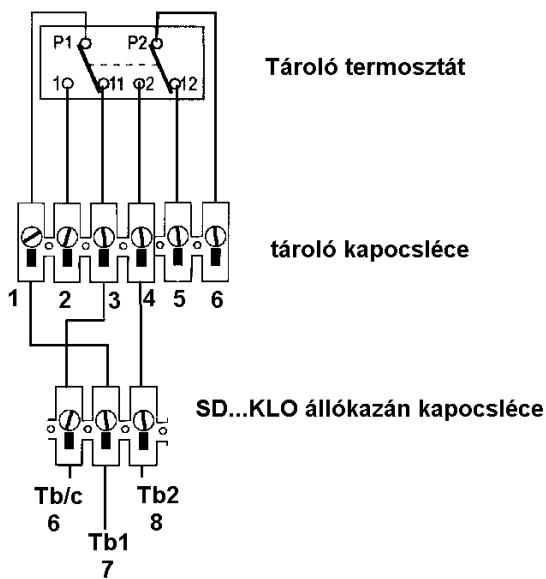 P1 P2
1 11 2 12
Tároló termosztát
tároló kapocsléce
1 2 3 4 5 6
SD...KLO állókazán kapocsléce
Tb/c Tb2
6 8
Tb1
7